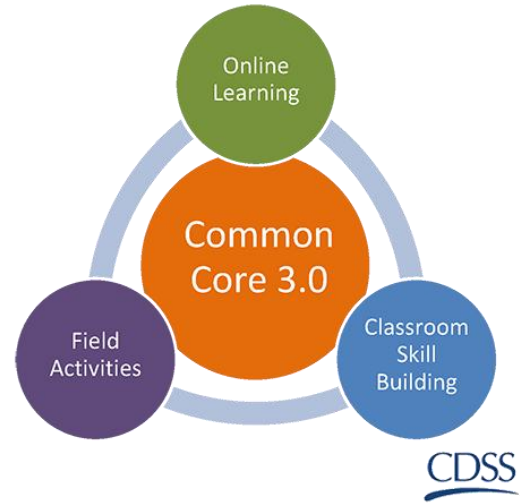 Online
Learning
Common
Core 3.0
Field
Activities
Classroom
Skill
Building
CDSS